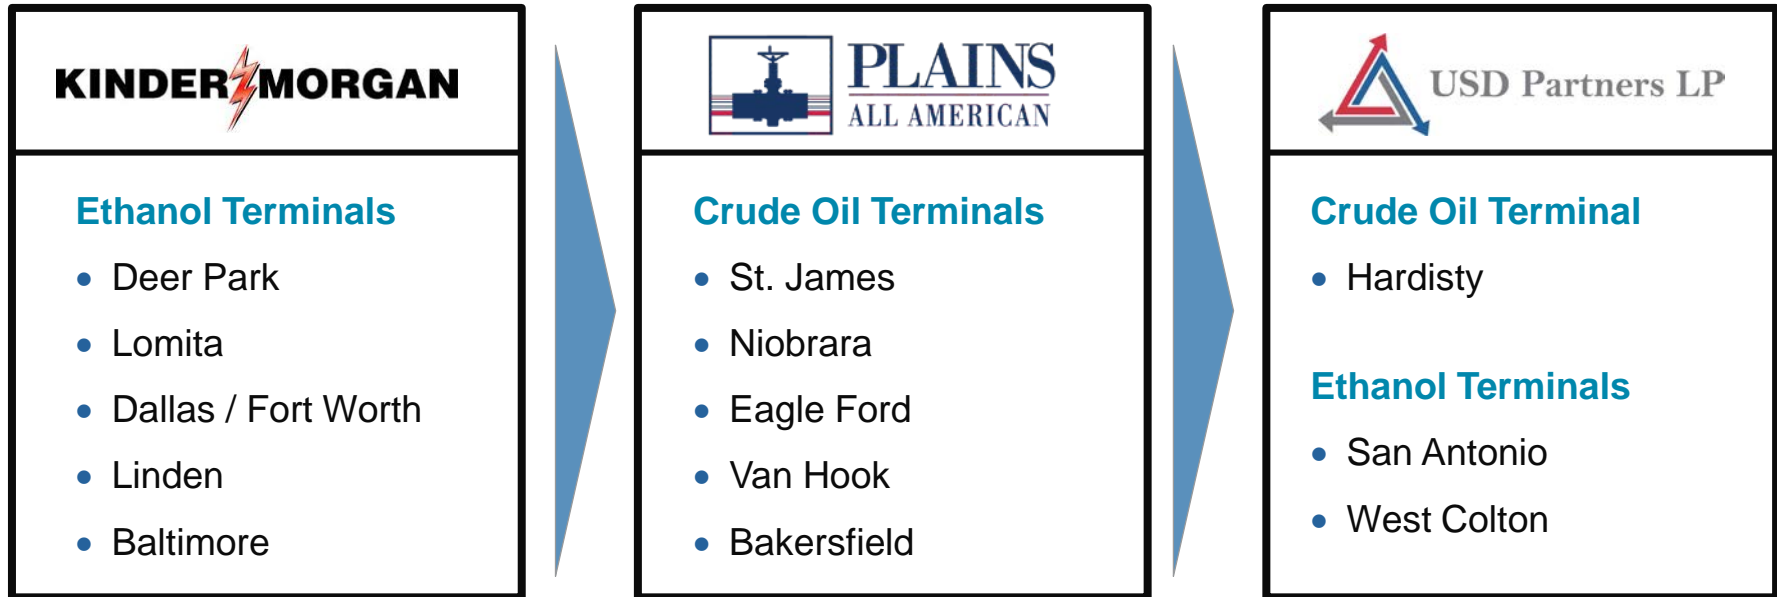 KINDER MORGAN
Ethanol Terminals
• Deer Park
• Lomita
• Dallas / Fort Worth
• Linden
• Baltimore
PLAINS
ALL AMERICAN
Crude Oil Terminals
• St. James
• Niobrara
• Eagle Ford
• Van Hook
• Bakersfield
USD Partners LP
Crude Oil Terminal
• Hardisty
Ethanol Terminals
• San Antonio
• West Colton